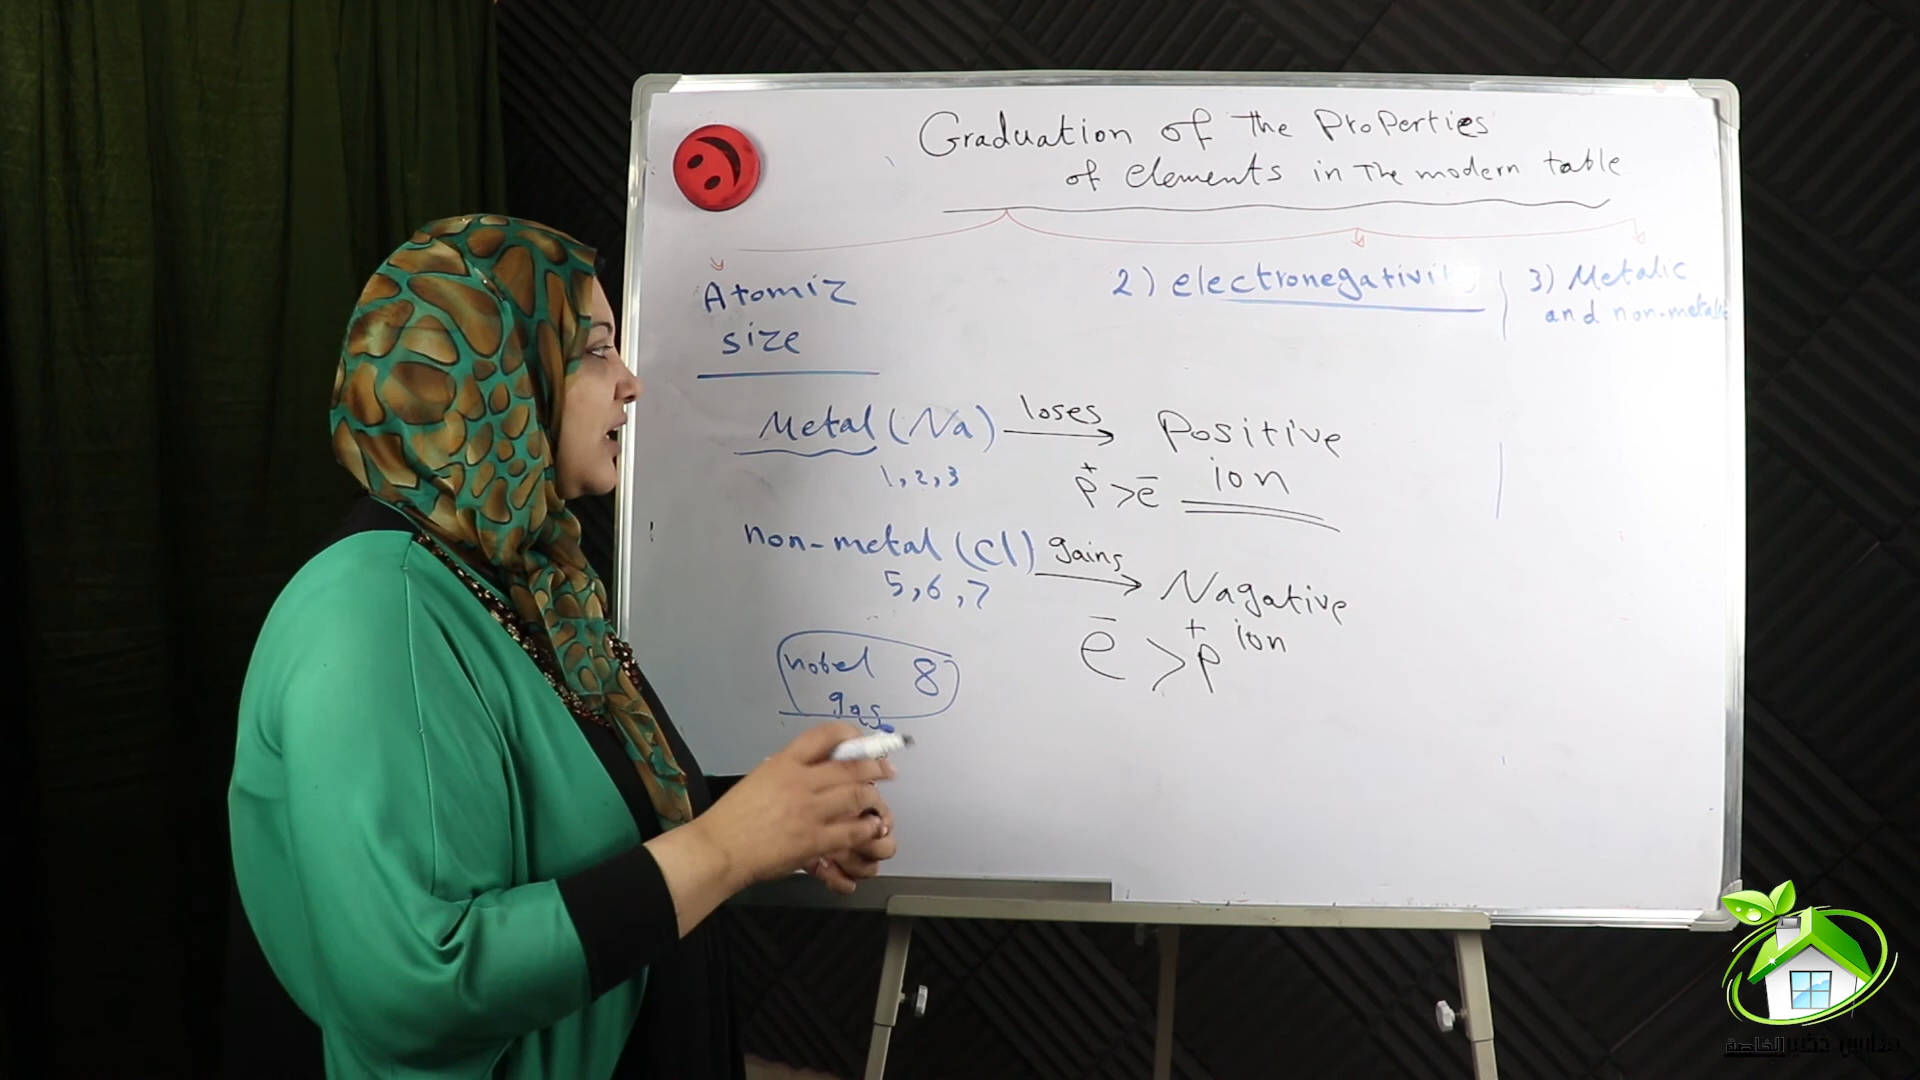 Graduation of The Properties
of elements in The modern table
Atomiz
size
2) electronegativi
3) Metalic
and non-metalic
Metal (Na) loses Positive
1, 2, 3
p+ > e- ion
non-metal (Cl) gains Nagative
5, 6, 7
e- > p+ ion
nobel 8
gas
الخاصة